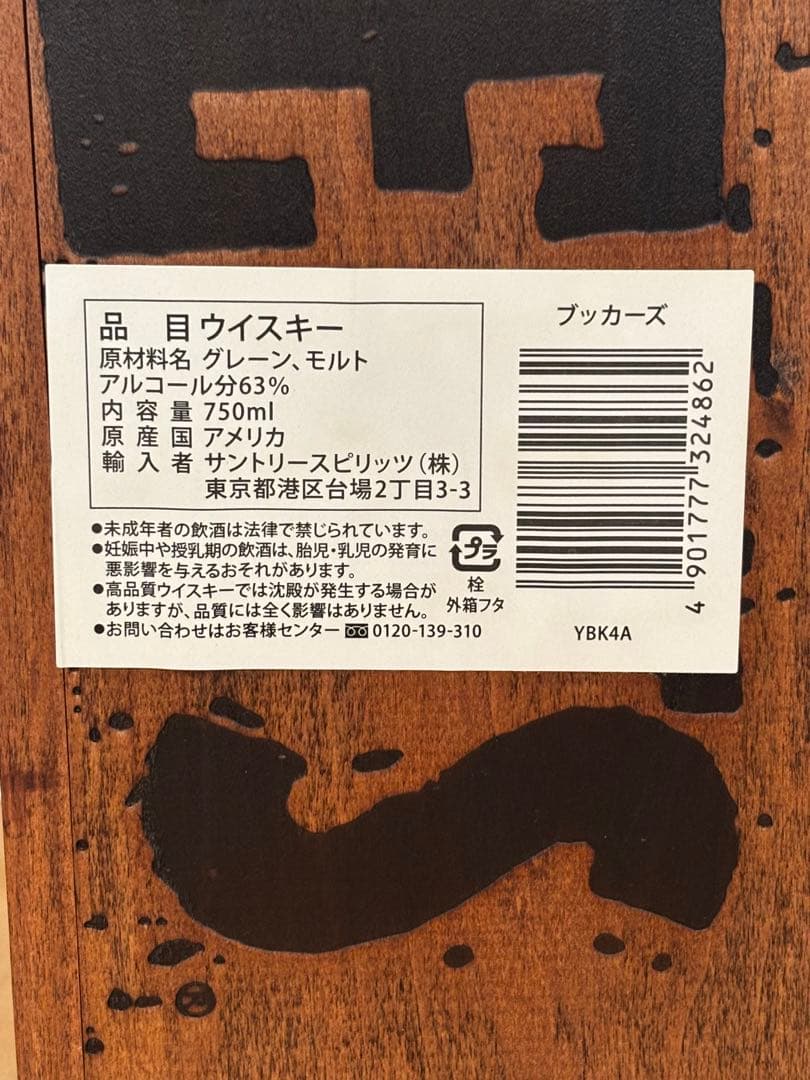 品 目 ウイスキー
原材料名 グレーン、モルト
アルコール分63%
内容量 750ml
原産国 アメリカ
輸入者 サントリースピリッツ(株)
東京都港区台場2丁目3-3
●未成年者の飲酒は法律で禁じられています。
●妊娠中や授乳期の飲酒は、胎児・乳児の発育に
悪影響を与えるおそれがあります。
●高品質ウイスキーでは沈殿が発生する場合が
ありますが、品質には全く影響はありません。
●お問い合わせはお客様センター 0120-139-310
プラ
栓
外箱フタ
ブッカーズ
4 901777 324862
YBK4A
®